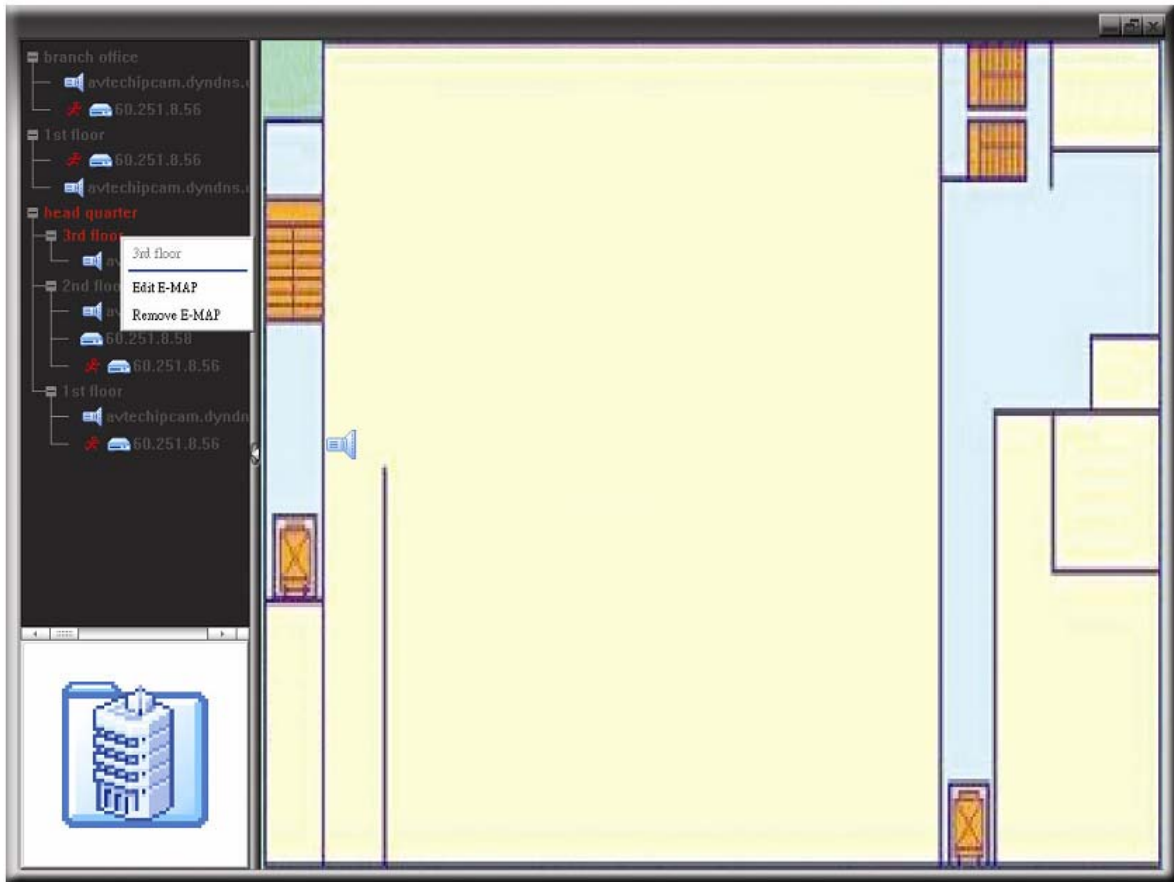 branch office
avtechipcam.dyndns.
60.251.8.56
1st floor
60.251.8.56
avtechipcam.dyndns.
head quarter
3rd floor
3rd floor
Edit E-MAP
Remove E-MAP
2nd floo
60.251.8.58
60.251.8.56
1st floor
avtechipcam.dyndn
60.251.8.56